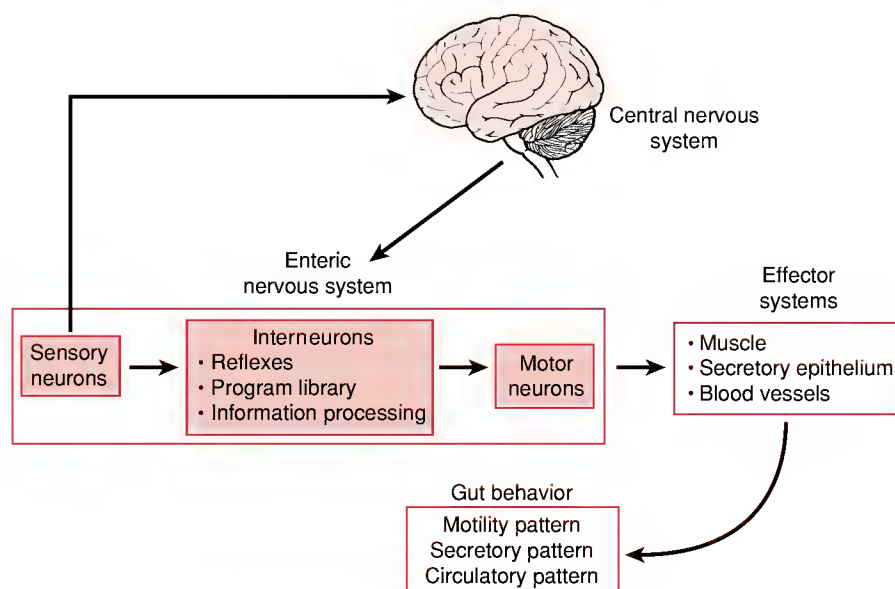 Central nervous
system
Enteric
nervous system
Effector
systems
Sensory
neurons
Interneurons
• Reflexes
• Program library
• Information processing
Motor
neurons
• Muscle
• Secretory epithelium
• Blood vessels
Gut behavior
Motility pattern
Secretory pattern
Circulatory pattern